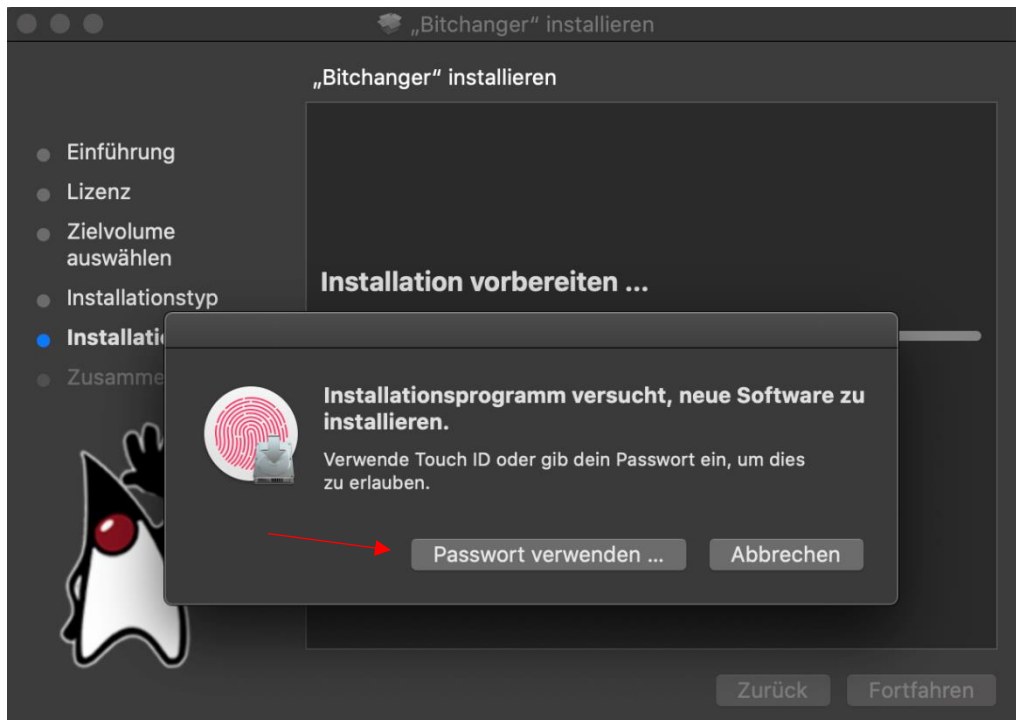 „Bitchanger“ installieren
„Bitchanger“ installieren
Einführung
Lizenz
Zielvolume
auswählen
Installationstyp
Installati
Zusamme
Installation vorbereiten ...
Installationsprogramm versucht, neue Software zu
installieren.
Verwende Touch ID oder gib dein Passwort ein, um dies
zu erlauben.
Passwort verwenden ...
Abbrechen
Zurück
Fortfahren